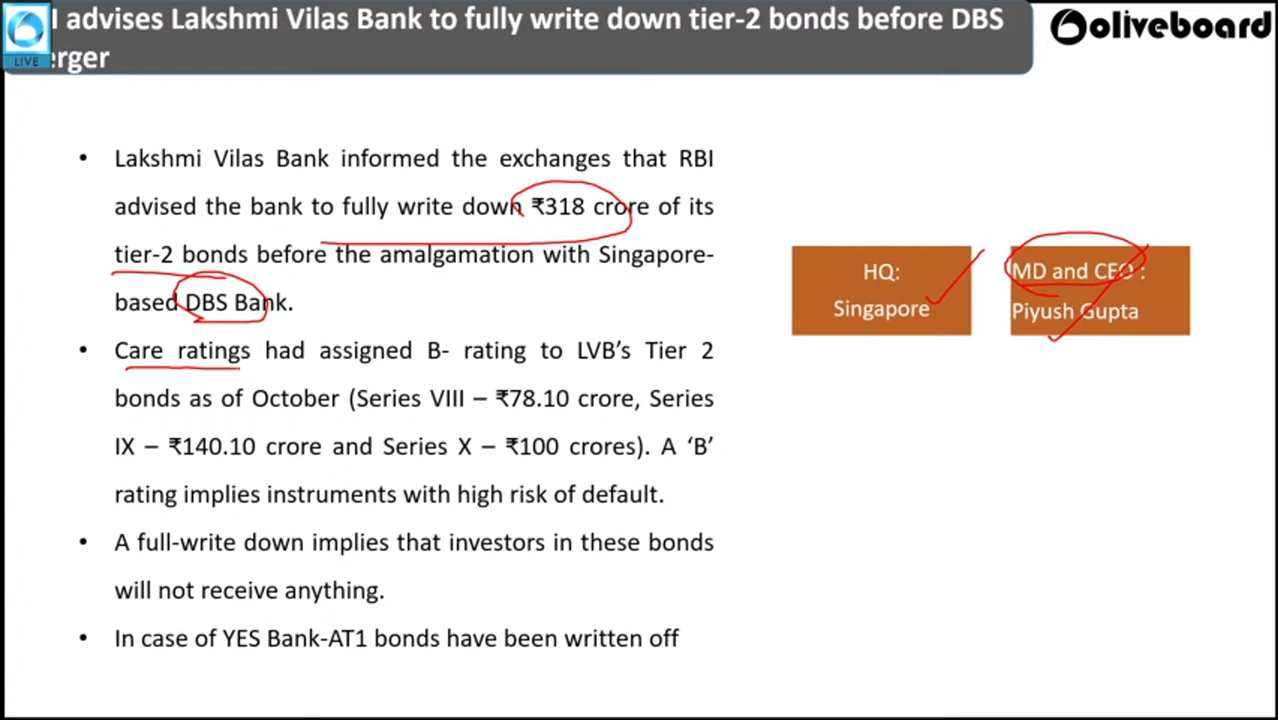 I advises Lakshmi Vilas Bank to fully write down tier-2 bonds before DBS
erger
LIVE
oliveboard
Lakshmi Vilas Bank informed the exchanges that RBI
advised the bank to fully write down ₹318 crore of its
tier-2 bonds before the amalgamation with Singapore-
based DBS Bank.
Care ratings had assigned B- rating to LVB’s Tier 2
bonds as of October (Series VIII – ₹78.10 crore, Series
IX – ₹140.10 crore and Series X – ₹100 crores). A ‘B’
rating implies instruments with high risk of default.
A full-write down implies that investors in these bonds
will not receive anything.
In case of YES Bank-AT1 bonds have been written off
HQ:
Singapore
MD and CEO :
Piyush Gupta